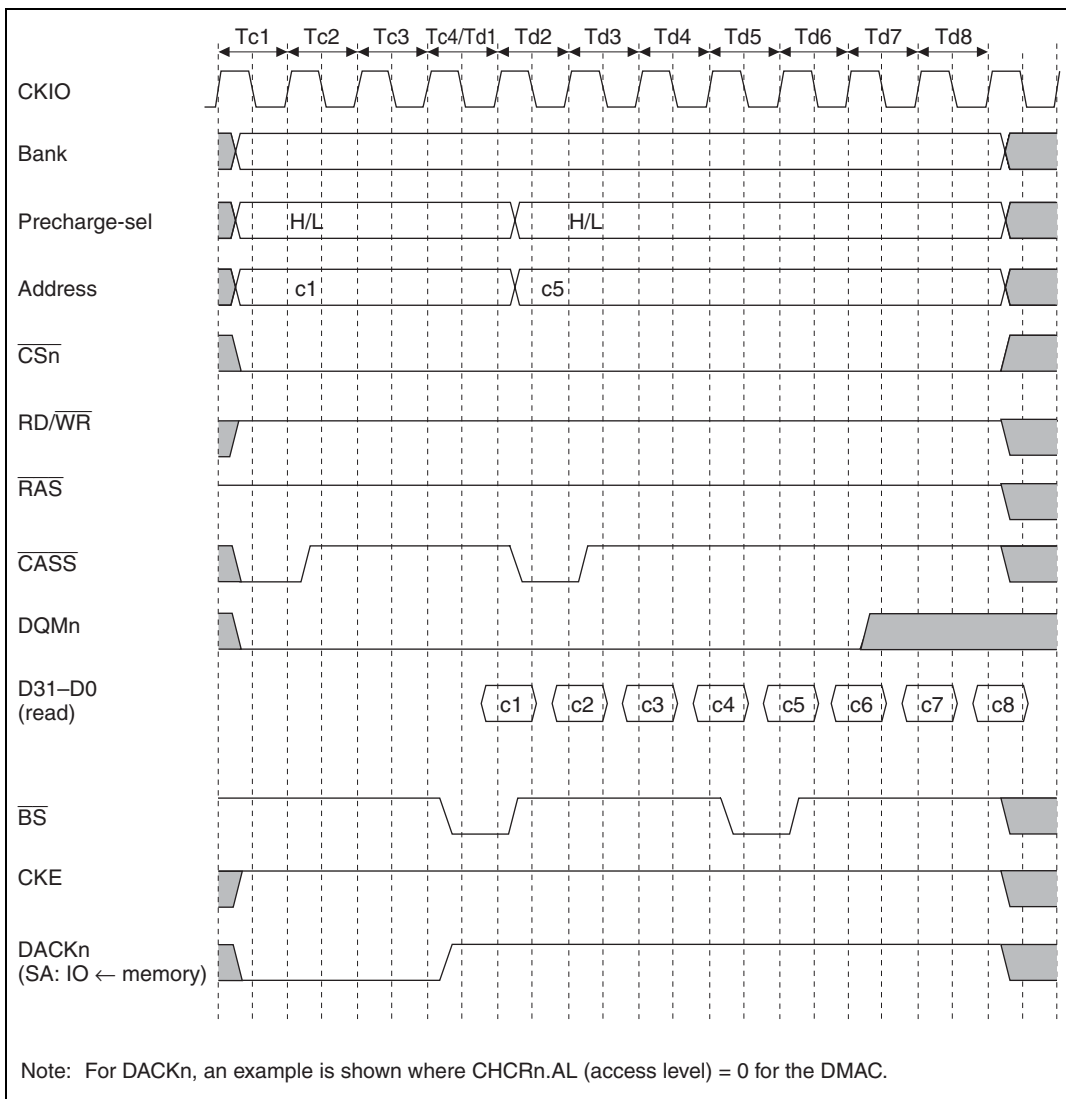 Tc1 Tc2 Tc3 Tc4/Td1 Td2 Td3 Td4 Td5 Td6 Td7 Td8
CKIO
Bank
Precharge-sel H/L H/L
Address c1 c5
CSn
RD/WR
RAS
CASS
DQMn
D31–D0
(read) c1 c2 c3 c4 c5 c6 c7 c8
BS
CKE
DACKn
(SA: IO ← memory)
Note: For DACKn, an example is shown where CHCRn.AL (access level) = 0 for the DMAC.